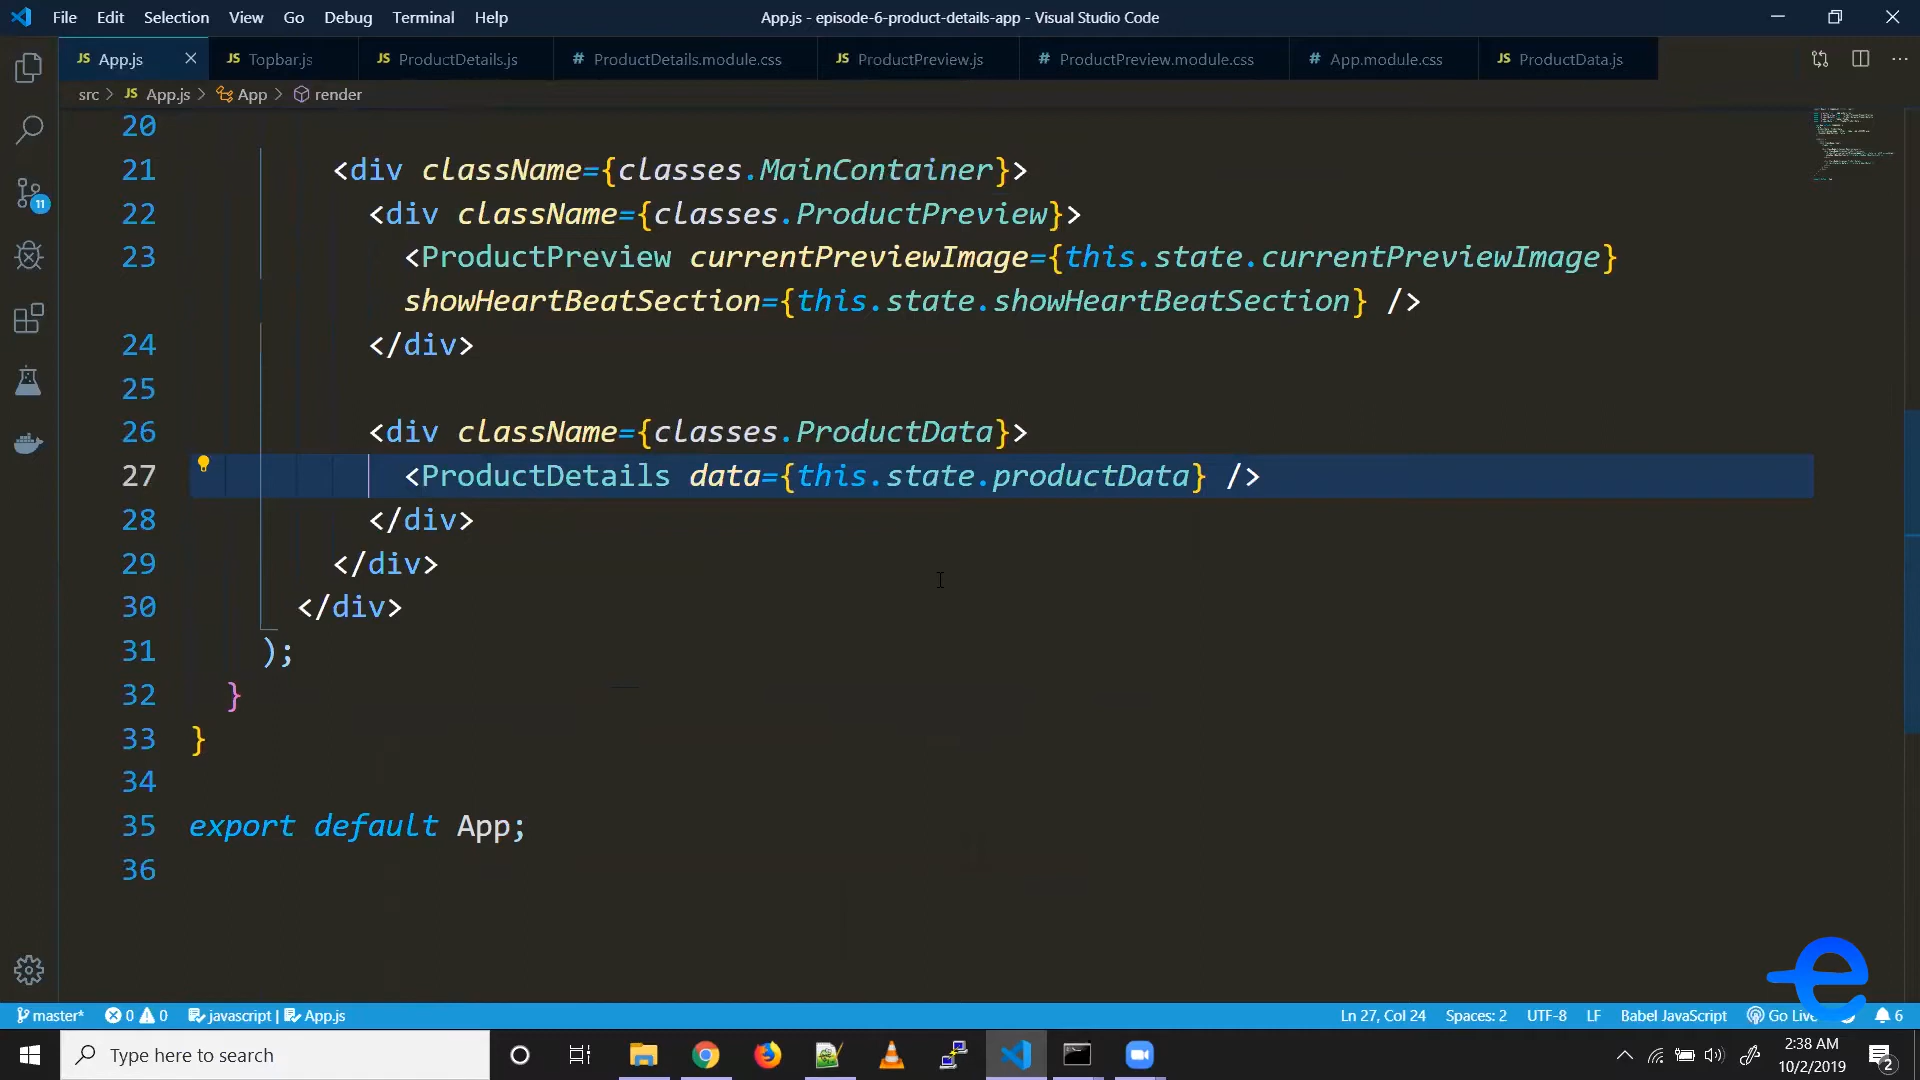 File Edit Selection View Go Debug Terminal Help
App.js - episode-6-product-details-app - Visual Studio Code
JS App.js JS Topbar.js JS ProductDetails.js # ProductDetails.module.css JS ProductPreview.js # ProductPreview.module.css # App.module.css JS ProductData.js
src > JS App.js > App > render
20
21 <div className={classes.MainContainer}>
22 <div className={classes.ProductPreview}>
23 <ProductPreview currentPreviewImage={this.state.currentPreviewImage}
showHeartBeatSection={this.state.showHeartBeatSection} />
24 </div>
25
26 <div className={classes.ProductData}>
27 <ProductDetails data={this.state.productData} />
28 </div>
29 </div>
30 </div>
31 );
32 }
33 }
34
35 export default App;
36
11
master* 0 0 javascript | App.js Ln 27, Col 24 Spaces: 2 UTF-8 LF Babel JavaScript Go Live 6
Type here to search
2:38 AM
10/2/2019
2